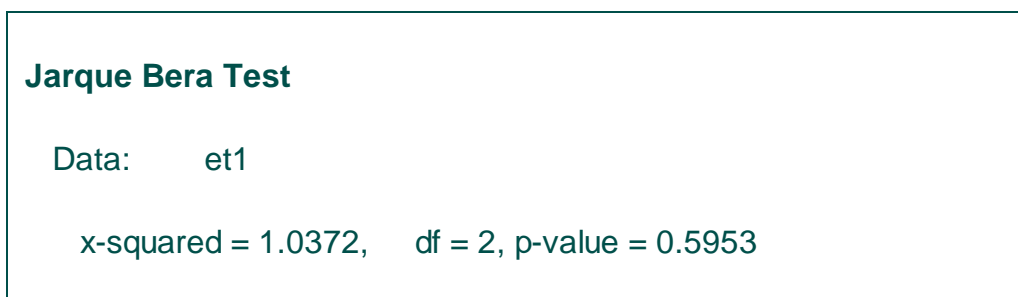 Jarque Bera Test
Data: et1
x-squared = 1.0372, df = 2, p-value = 0.5953